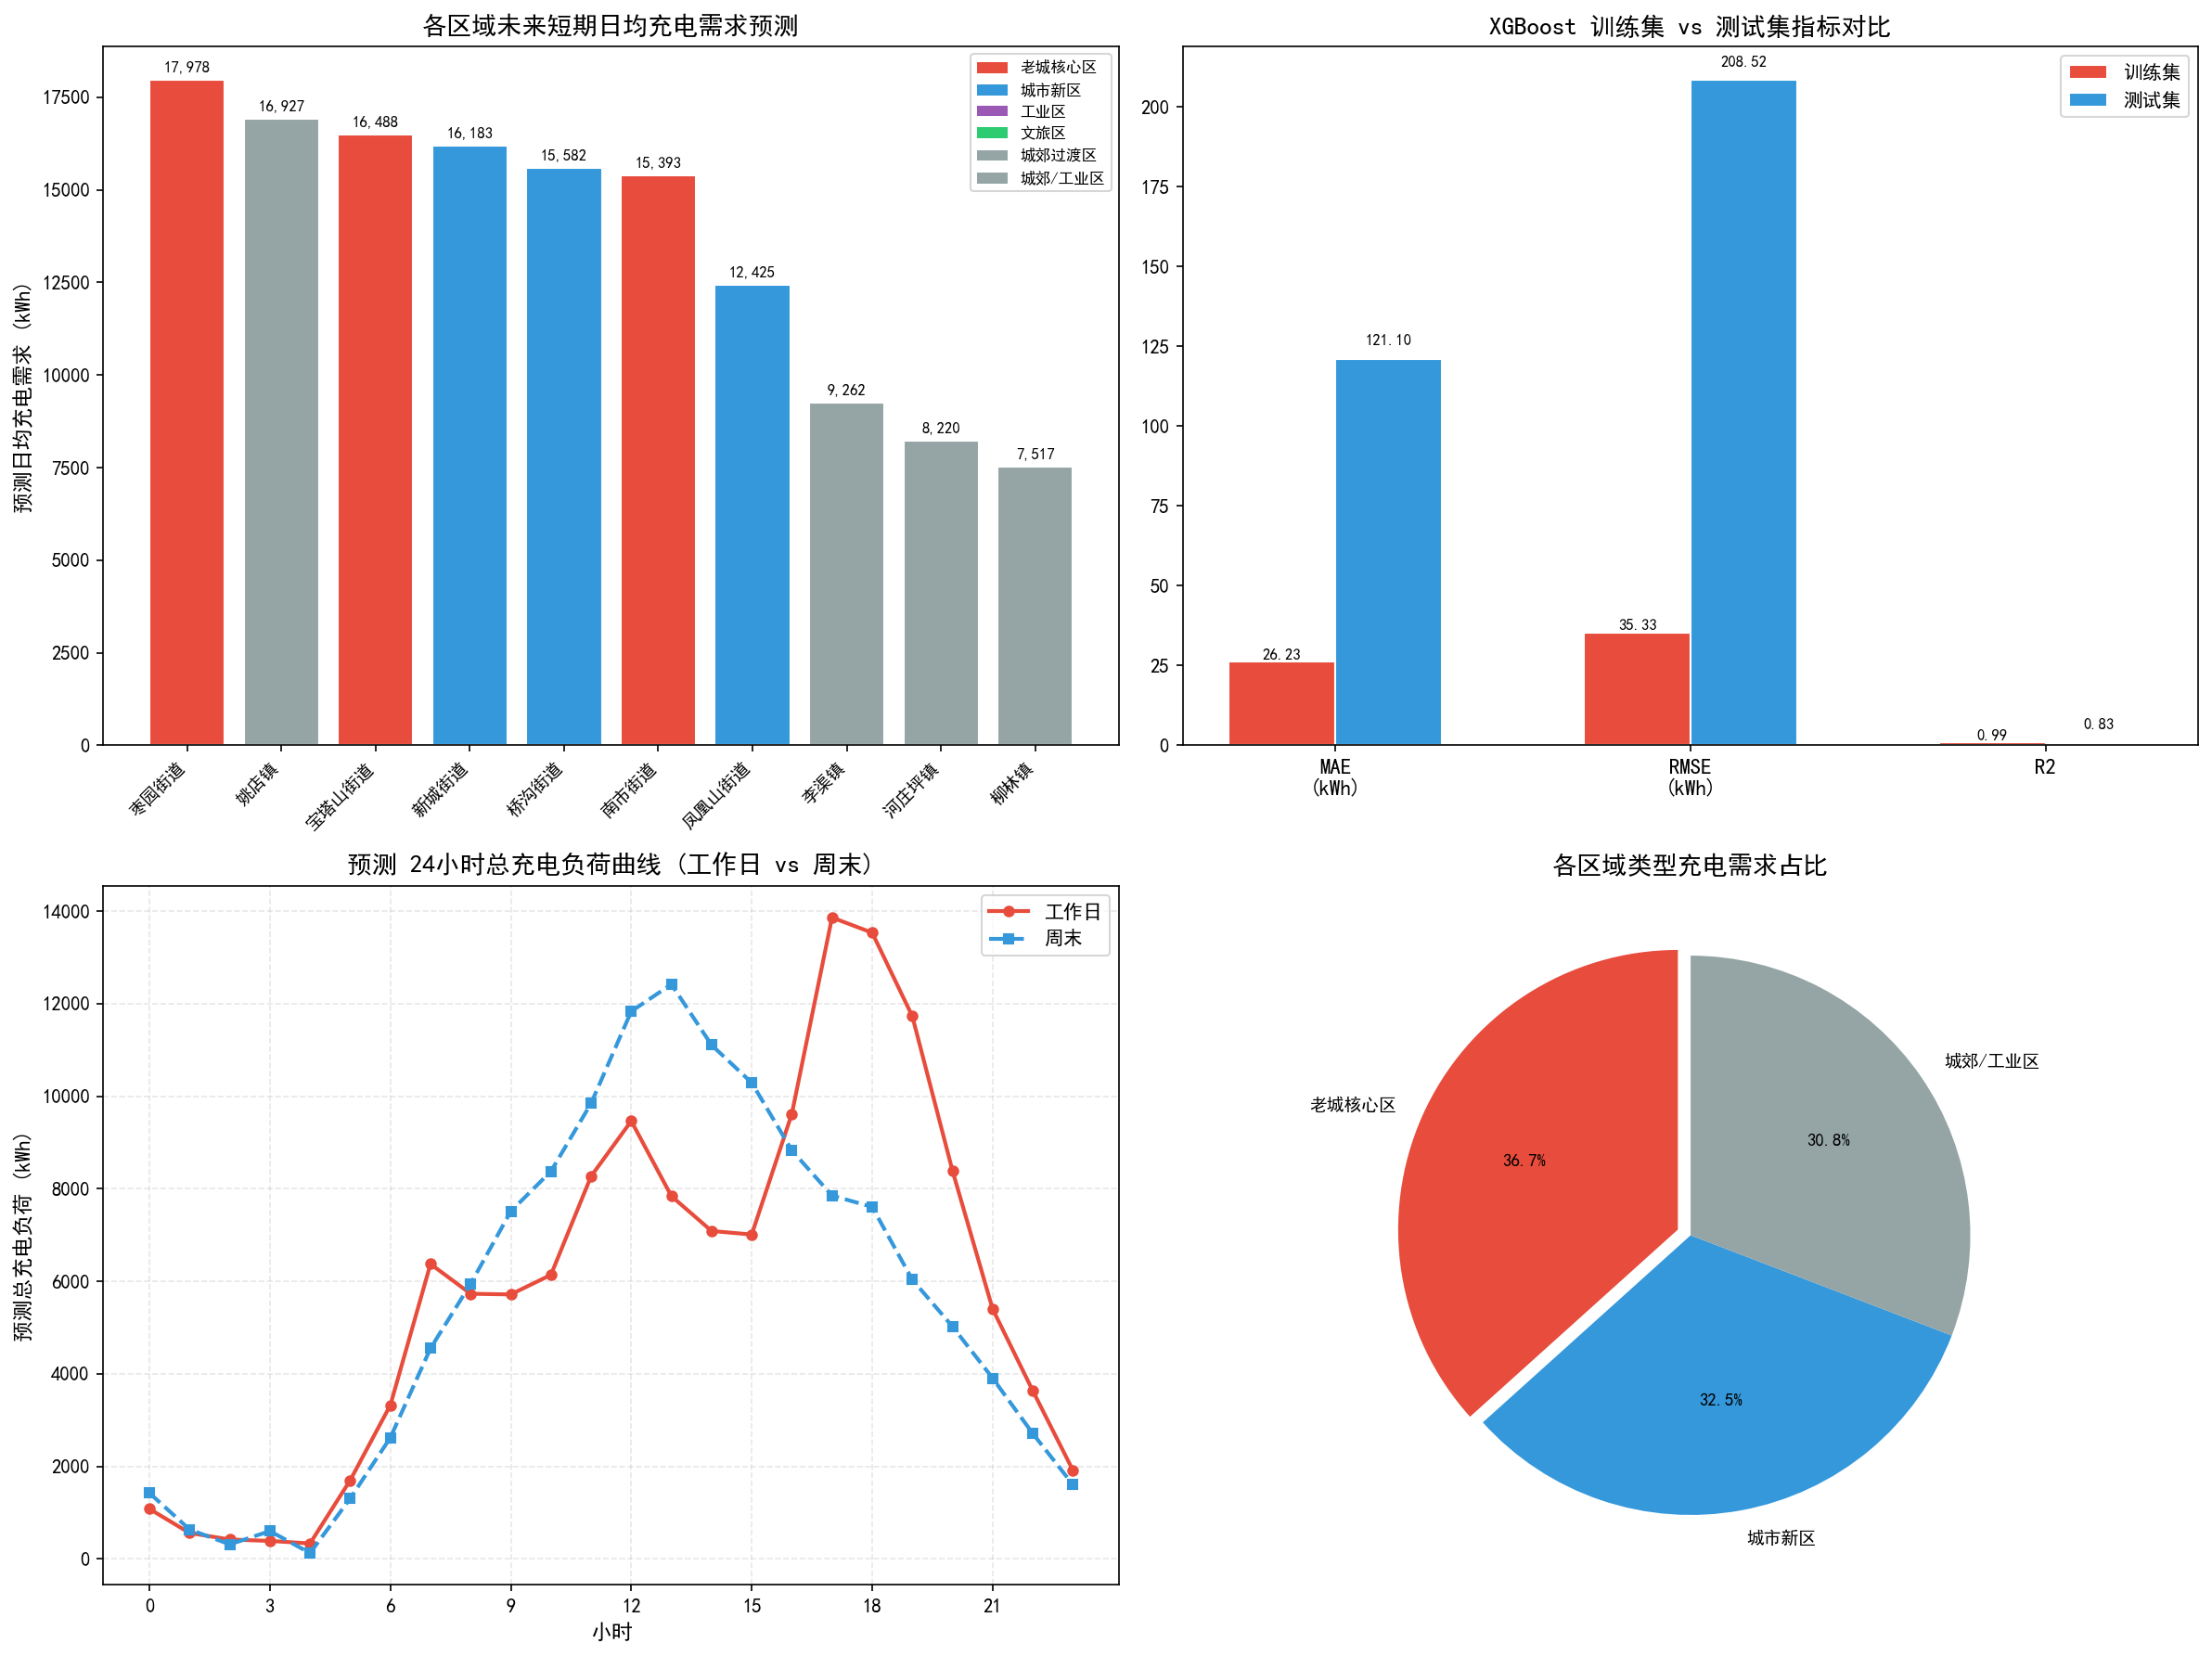 各区域未来短期日均充电需求预测
预测日均充电需求 (kWh)
17500
15000
12500
10000
7500
5000
2500
0
17,978
16,927
16,488
16,183
15,582
15,393
12,425
9,262
8,220
7,517
老城核心区
城市新区
工业区
文旅区
城郊过渡区
城郊/工业区
枣园街道
姚店镇
宝塔山街道
新城街道
桥沟街道
南市街道
凤凰山街道
李渠镇
河庄坪镇
柳林镇
XGBoost 训练集 vs 测试集指标对比
训练集
测试集
200
175
150
125
100
75
50
25
0
26.23
121.10
35.33
208.52
0.99
0.83
MAE
(kWh)
RMSE
(kWh)
R2
预测 24小时总充电负荷曲线 (工作日 vs 周末)
预测总充电负荷 (kWh)
14000
12000
10000
8000
6000
4000
2000
0
工作日
周末
0
3
6
9
12
15
18
21
小时
各区域类型充电需求占比
城郊/工业区
老城核心区
30.8%
36.7%
32.5%
城市新区